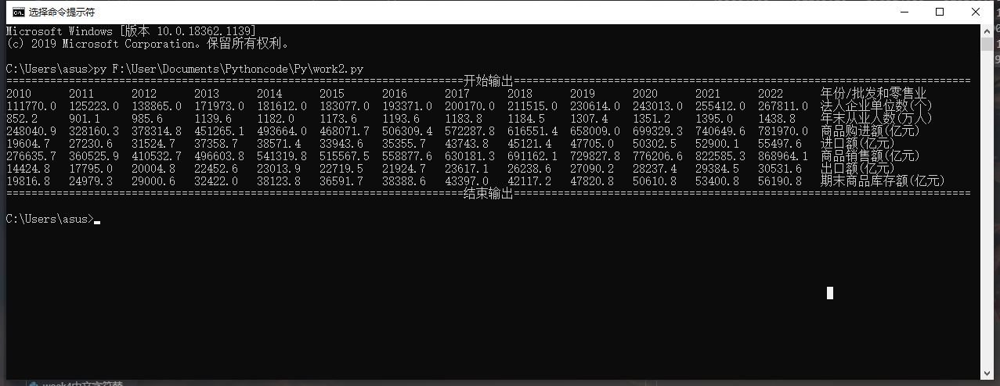 选择命令提示符
Microsoft Windows [版本 10.0.18362.1139]
(c) 2019 Microsoft Corporation。保留所有权利。
C:\Users\asus>py F:\User\Documents\Pythoncode\Py\work2.py
=========================================================================开始输出=========================================================================
2010 2011 2012 2013 2014 2015 2016 2017 2018 2019 2020 2021 2022 年份/批发和零售业
111770.0 125223.0 138865.0 171973.0 181612.0 183077.0 193371.0 200170.0 211515.0 230614.0 243013.0 255412.0 267811.0 法人企业单位数(个)
852.2 901.1 985.6 1139.6 1182.0 1173.6 1193.6 1183.8 1184.5 1307.4 1351.2 1395.0 1438.8 年末从业人数(万人)
248040.9 328160.3 378314.8 451265.1 493664.0 468071.7 506309.4 572287.8 616551.4 658009.0 699329.3 740649.6 781970.0 商品购进额(亿元)
19604.7 27230.6 31524.7 37358.7 38571.4 33943.6 35355.7 43743.8 45121.4 47705.0 50302.5 52900.1 55497.6 进口额(亿元)
276635.7 360525.9 410532.7 496603.8 541819.8 515567.5 558877.6 630181.3 691162.1 729827.8 776206.6 822585.3 868964.1 商品销售额(亿元)
14424.8 17795.0 20004.8 22452.6 23013.9 22719.5 21924.7 23617.1 26238.6 27090.2 28237.4 29384.5 30531.6 出口额(亿元)
19816.8 24979.3 29000.6 32422.0 38123.8 36591.7 38388.6 43397.0 42117.2 47820.8 50610.8 53400.8 56190.8 期末商品库存额(亿元)
=========================================================================结束输出=========================================================================
C:\Users\asus>